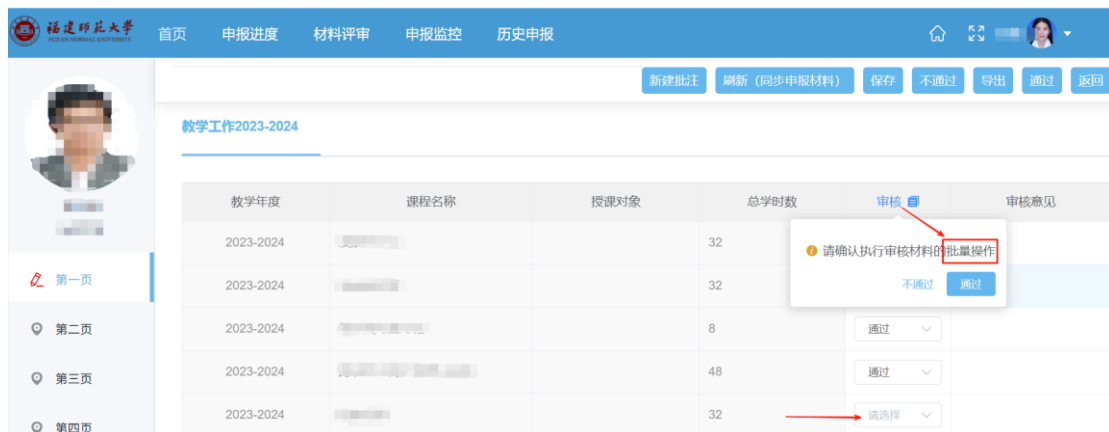 福建师范大学
FUJIAN NORMAL UNIVERSITY
首页 申报进度 材料评审 申报监控 历史申报
新建批注 刷新（同步申报材料） 保存 不通过 导出 通过 返回
教学工作2023-2024
教学年度 课程名称 授课对象 总学时数 审核 审核意见
2023-2024 32
请确认执行审核材料的批量操作
第一页
2023-2024 32
不通过 通过
第二页
2023-2024 8 通过
第三页
2023-2024 48 通过
第四页
2023-2024 32 请选择